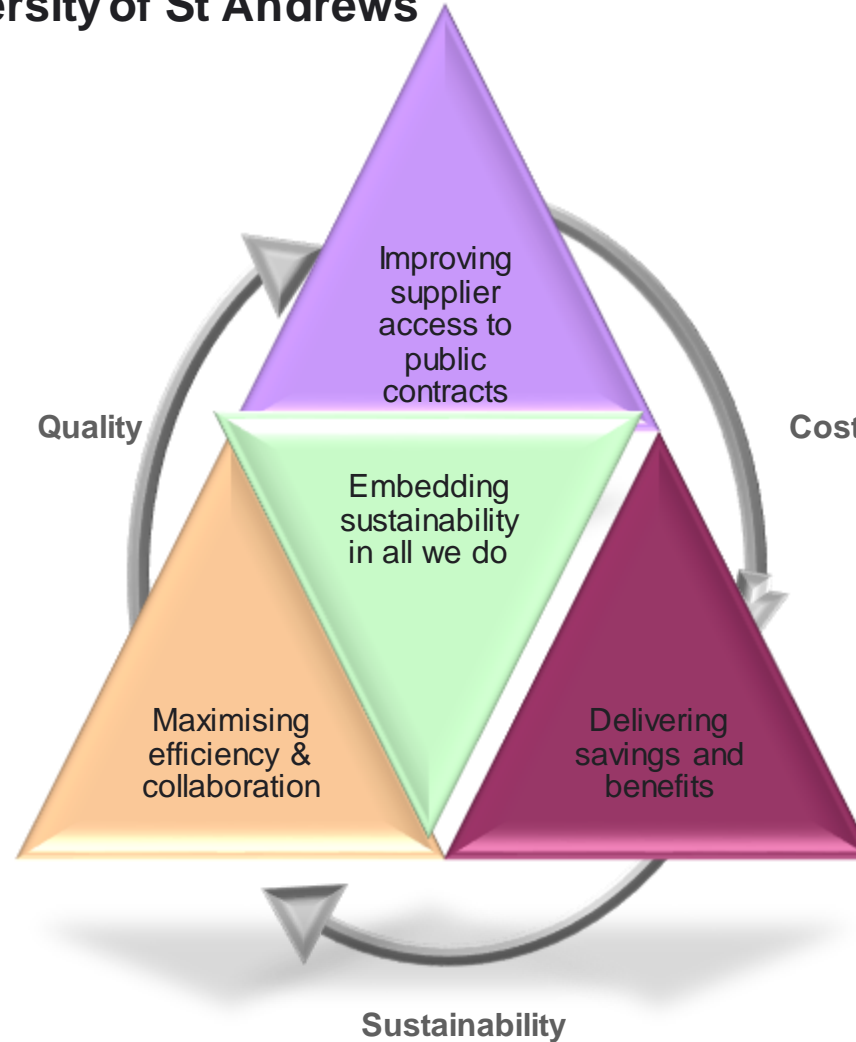 ersity of St Andrews
Improving
supplier
access to
public
contracts
Quality
Cost
Embedding
sustainability
in all we do
Maximising
efficiency &
collaboration
Delivering
savings and
benefits
Sustainability